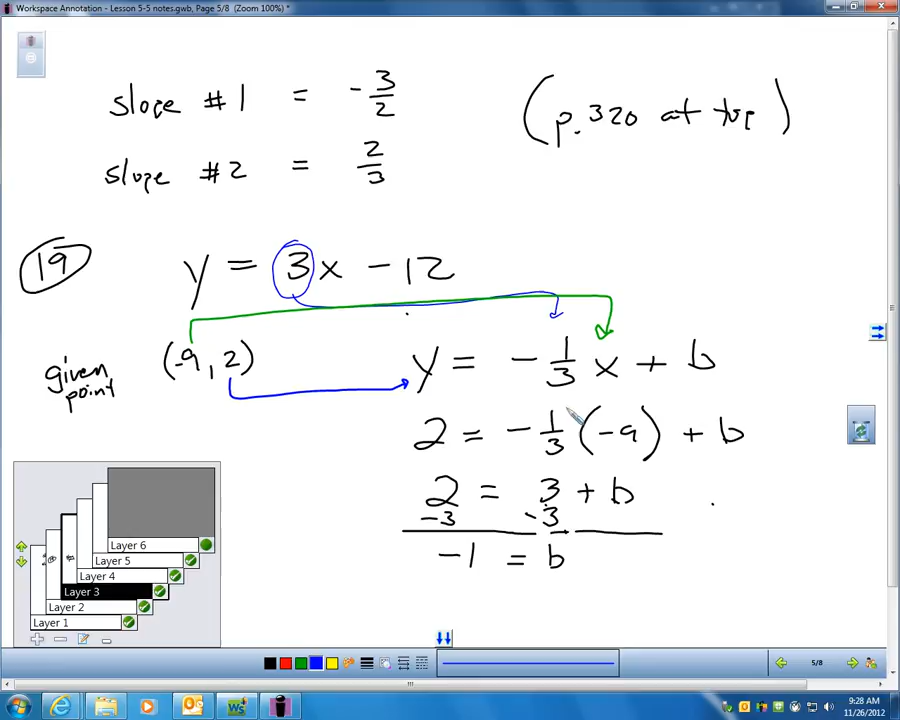 Workspace Annotation - Lesson 5-5 notes.gwb, Page 5/8 (Zoom 100%) *
slope #1 = -3/2
(p.320 at top)
slope #2 = 2/3
19
y = 3x - 12
given point
(-9, 2)
y = -1/3 x + b
2 = -1/3 (-9) + b
2 = 3 + b
-3 -3
-1 = b
Layer 6
Layer 5
Layer 4
Layer 3
Layer 2
Layer 1
5/8
9:28 AM
11/26/2012